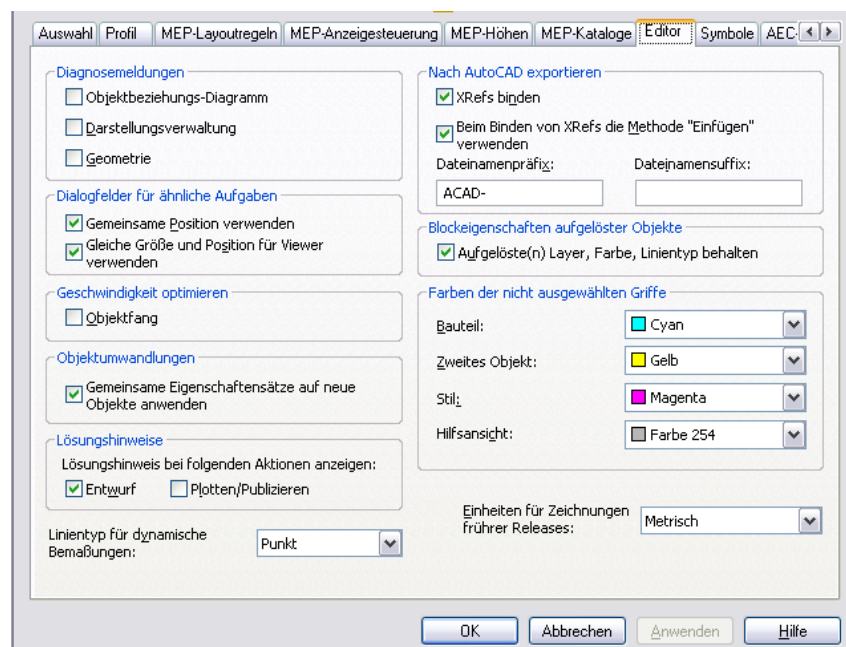 Auswahl Profil MEP-Layoutregeln MEP-Anzeigesteuerung MEP-Höhen MEP-Kataloge Editor Symbole AEC-
Diagnosemeldungen
Objektbeziehungs-Diagramm
Darstellungsverwaltung
Geometrie
Dialogfelder für ähnliche Aufgaben
Gemeinsame Position verwenden
Gleiche Größe und Position für Viewer
verwenden
Geschwindigkeit optimieren
Objektfang
Objektumwandlungen
Gemeinsame Eigenschaftensätze auf neue
Objekte anwenden
Lösungshinweise
Lösungshinweis bei folgenden Aktionen anzeigen:
Entwurf Plotten/Publizieren
Linientyp für dynamische
Bemaßungen:
Punkt
Nach AutoCAD exportieren
XRefs binden
Beim Binden von XRefs die Methode "Einfügen"
verwenden
Dateinamenpräfix: Dateinamensuffix:
ACAD-
Blockeigenschaften aufgelöster Objekte
Aufgelöste(n) Layer, Farbe, Linientyp behalten
Farben der nicht ausgewählten Griffe
Bauteil: Cyan
Zweites Objekt: Gelb
Stil: Magenta
Hilfsansicht: Farbe 254
Einheiten für Zeichnungen
frührer Releases:
Metrisch
OK Abbrechen Anwenden Hilfe